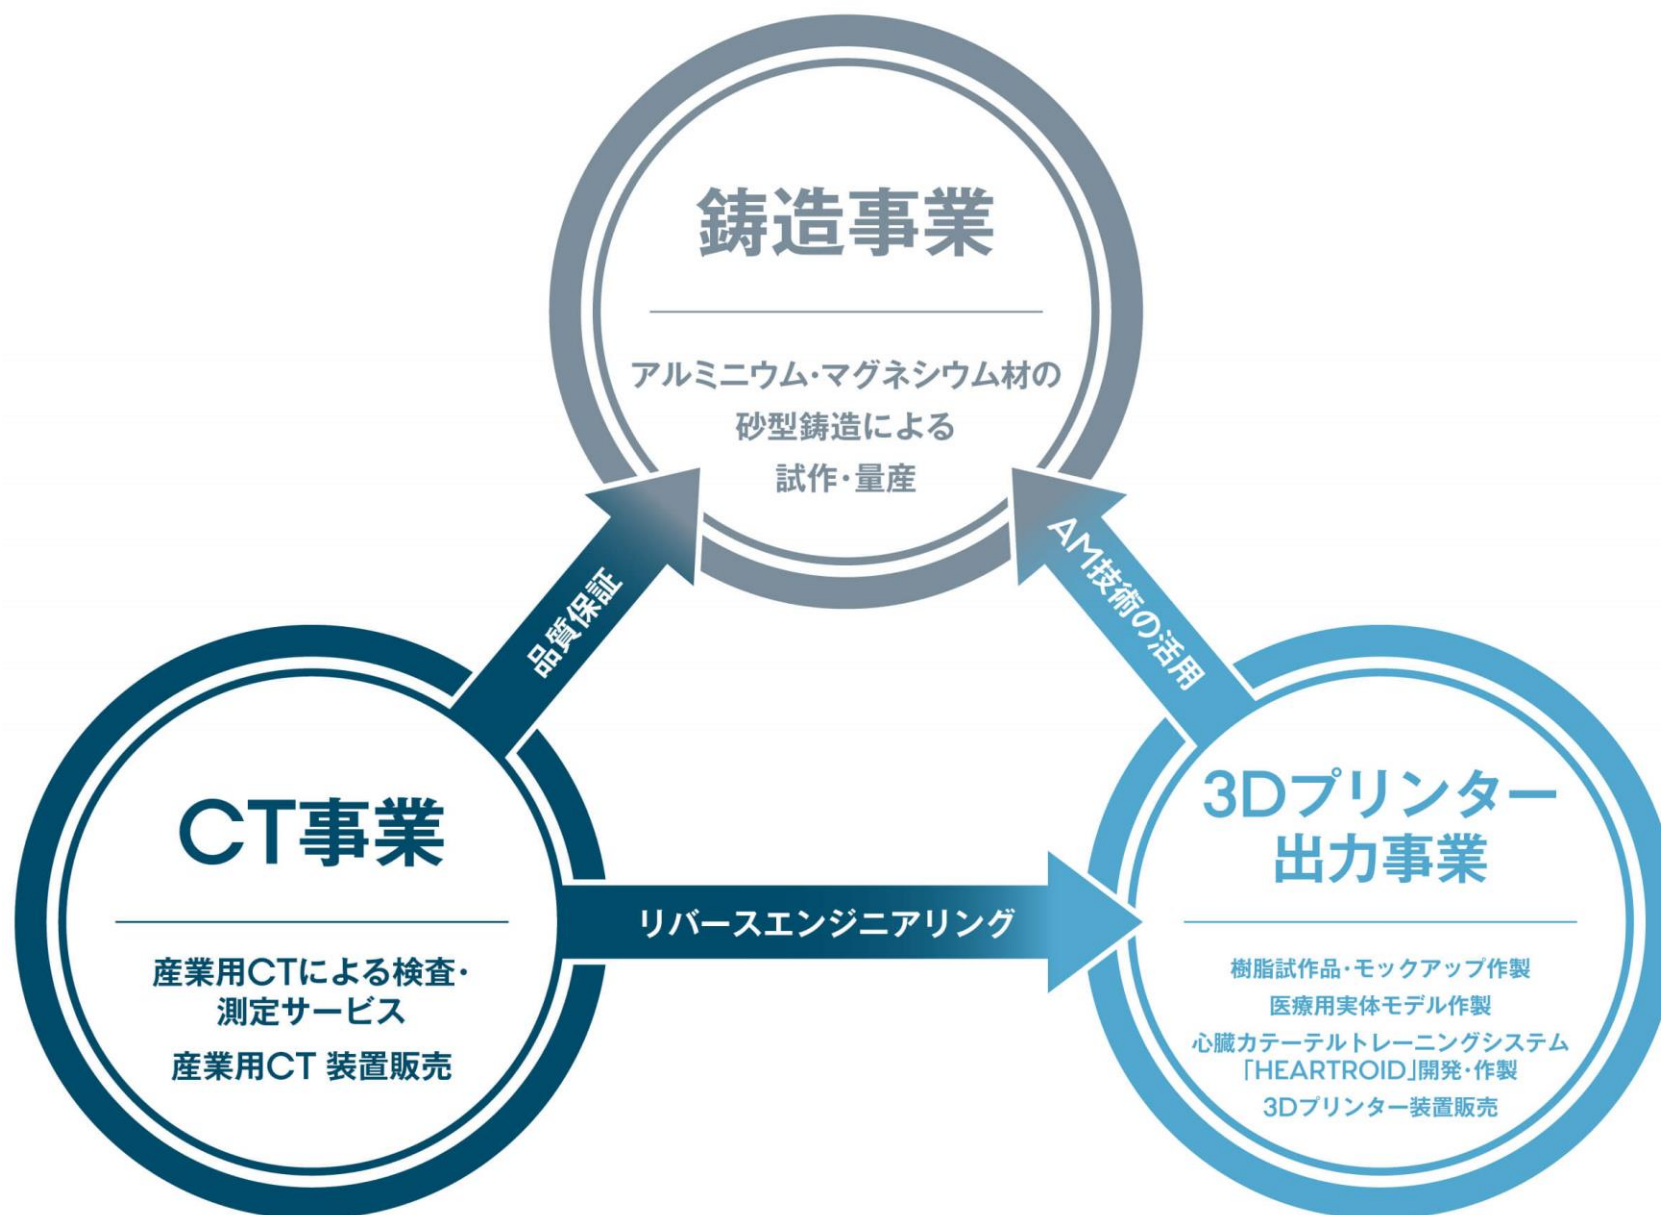 鋳造事業
アルミニウム・マグネシウム材の
砂型鋳造による
試作・量産
品質保証
AM技術の活用
CT事業
産業用CTによる検査・
測定サービス
産業用CT 装置販売
リバースエンジニアリング
3Dプリンター
出力事業
樹脂試作品・モックアップ作製
医療用実体モデル作製
心臓カテーテルトレーニングシステム
「HEARTROID」開発・作製
3Dプリンター装置販売